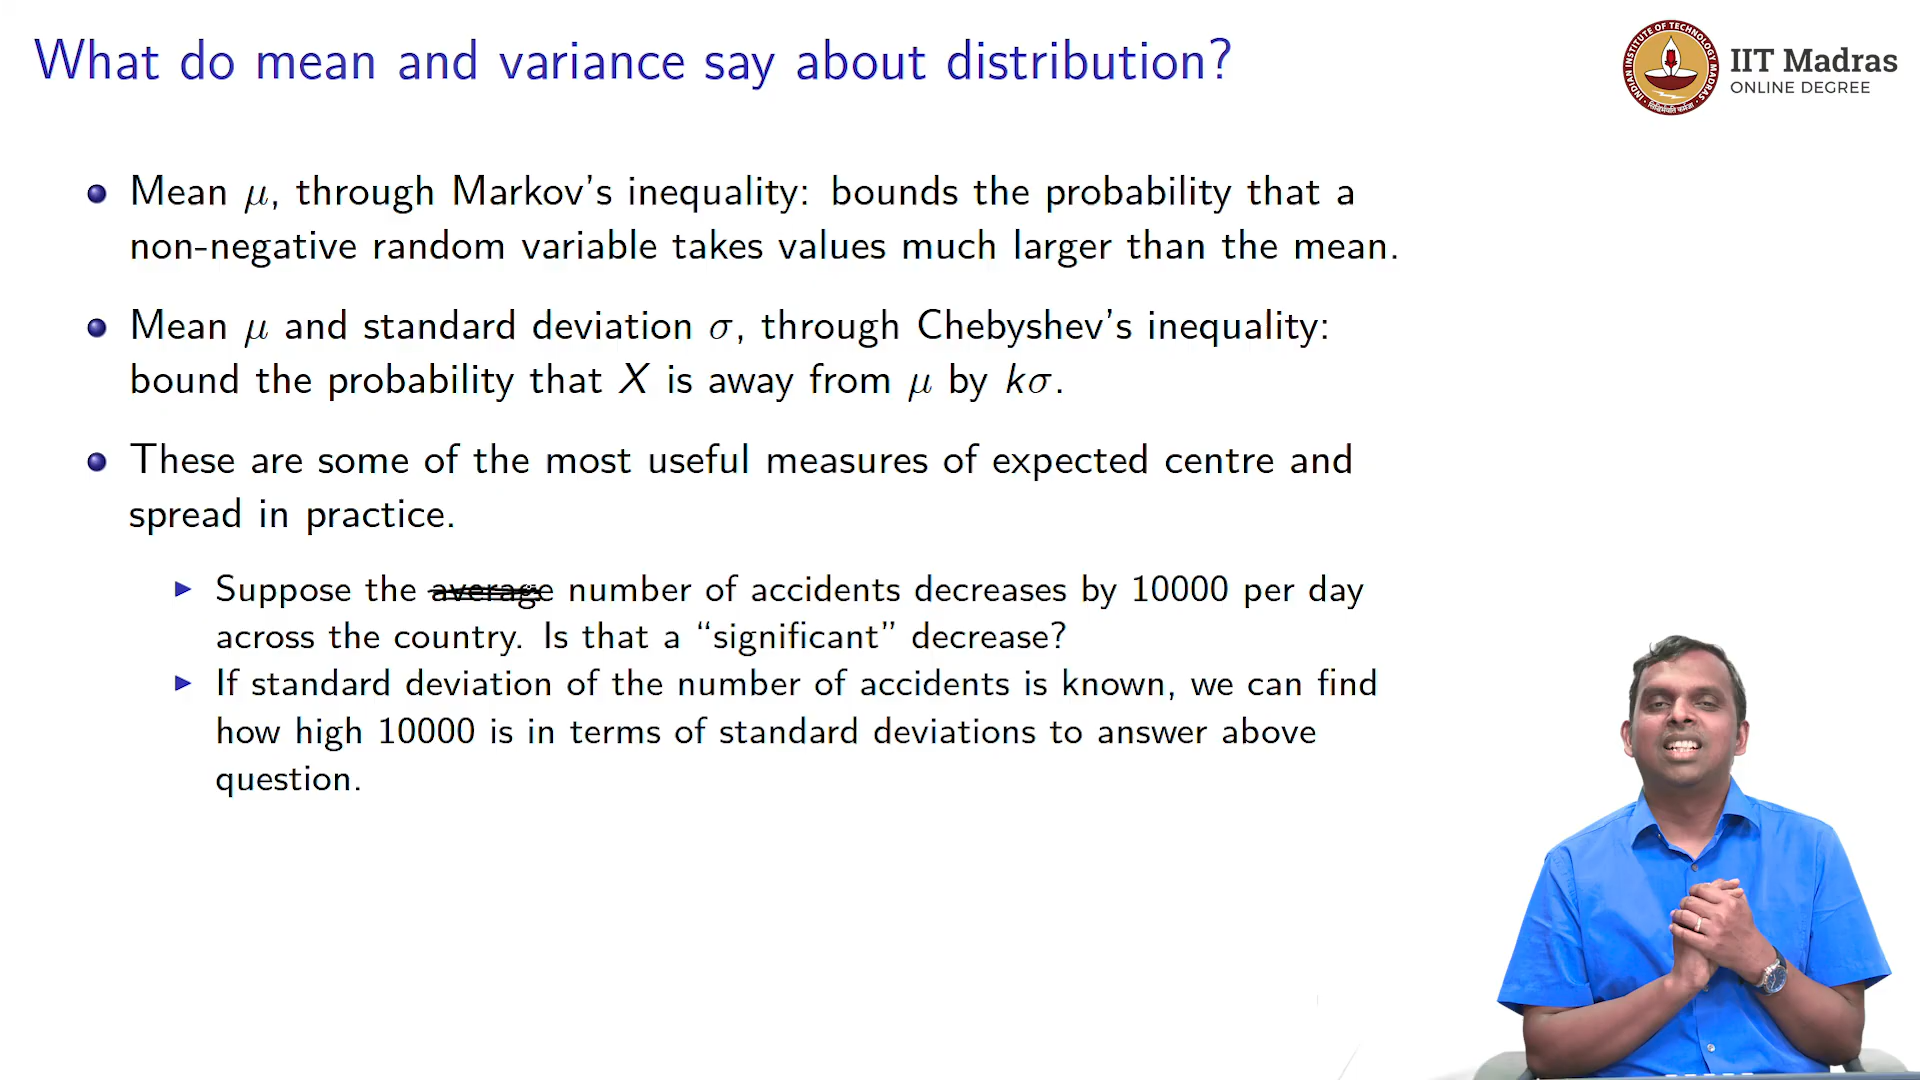 What do mean and variance say about distribution?
IIT Madras
ONLINE DEGREE
INDIAN INSTITUTE OF TECHNOLOGY MADRAS
Mean μ, through Markov's inequality: bounds the probability that a
non-negative random variable takes values much larger than the mean.
Mean μ and standard deviation σ, through Chebyshev's inequality:
bound the probability that X is away from μ by kσ.
These are some of the most useful measures of expected centre and
spread in practice.
Suppose the average number of accidents decreases by 10000 per day
across the country. Is that a “significant” decrease?
If standard deviation of the number of accidents is known, we can find
how high 10000 is in terms of standard deviations to answer above
question.